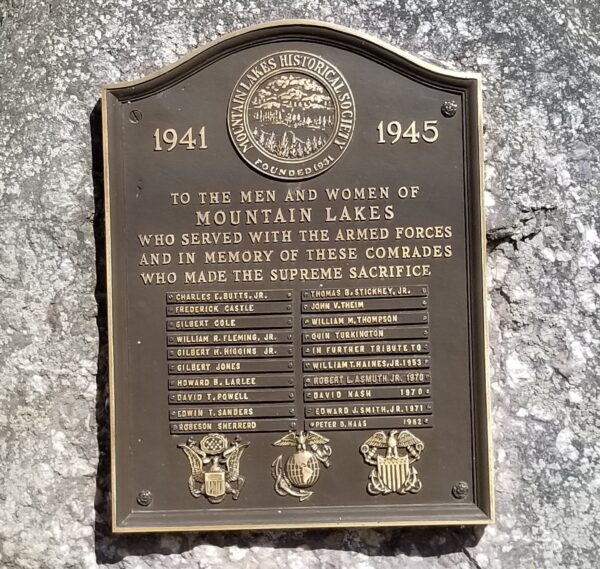 MOUNTAIN LAKES HISTORICAL SOCIETY
FOUNDED 1931
1941 1945
TO THE MEN AND WOMEN OF
MOUNTAIN LAKES
WHO SERVED WITH THE ARMED FORCES
AND IN MEMORY OF THESE COMRADES
WHO MADE THE SUPREME SACRIFICE
CHARLES E. BUTTS, JR.
FREDERICK CASTLE
GILBERT COLE
WILLIAM R. FLEMING, JR.
GILBERT H. HIGGINS JR.
GILBERT JONES
HOWARD B. LARLEE
DAVID T. POWELL
EDWIN T. SANDERS
ROBESON SHERRERD
THOMAS B. STICKNEY, JR.
JOHN V. THEIM
WILLIAM M. THOMPSON
QUIN TURKINGTON
IN FURTHER TRIBUTE TO
WILLIAM T. HAINES, JR. 1953
ROBERT L. ASMUTH JR. 1970
DAVID NASH 1970
EDWARD J. SMITH, JR. 1971
PETER D. HAAS 1982